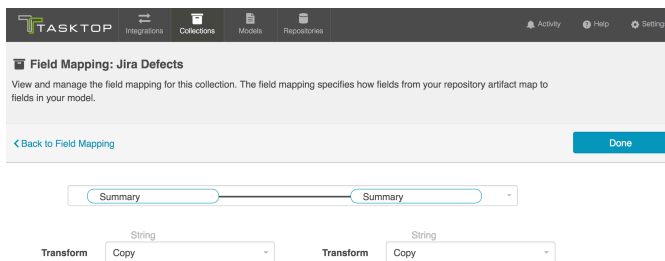 TASKTOP
Integrations
Collections
Models
Repositories
Activity
Help
Field Mapping: Jira Defects
View and manage the field mapping for this collection. The field mapping specifies how fields from your repository artifact map to
fields in your model.
Back to Field Mapping
Done
Summary Summary
String String
Transform Copy Transform Copy